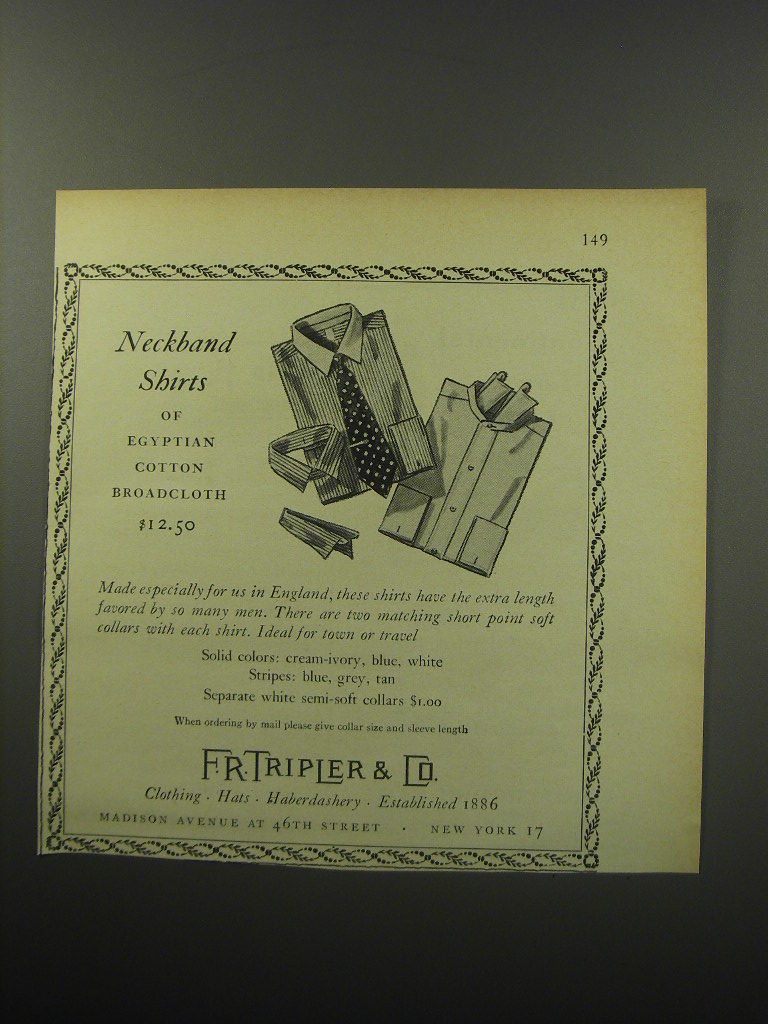 149
Neckband
Shirts
OF
EGYPTIAN
COTTON
BROADCLOTH
$12.50
Made especially for us in England, these shirts have the extra length
favored by so many men. There are two matching short point soft
collars with each shirt. Ideal for town or travel
Solid colors: cream-ivory, blue, white
Stripes: blue, grey, tan
Separate white semi-soft collars $1.00
When ordering by mail please give collar size and sleeve length
F.R. TRIPLER & CO.
Clothing · Hats · Haberdashery · Established 1886
MADISON AVENUE AT 46TH STREET · NEW YORK 17